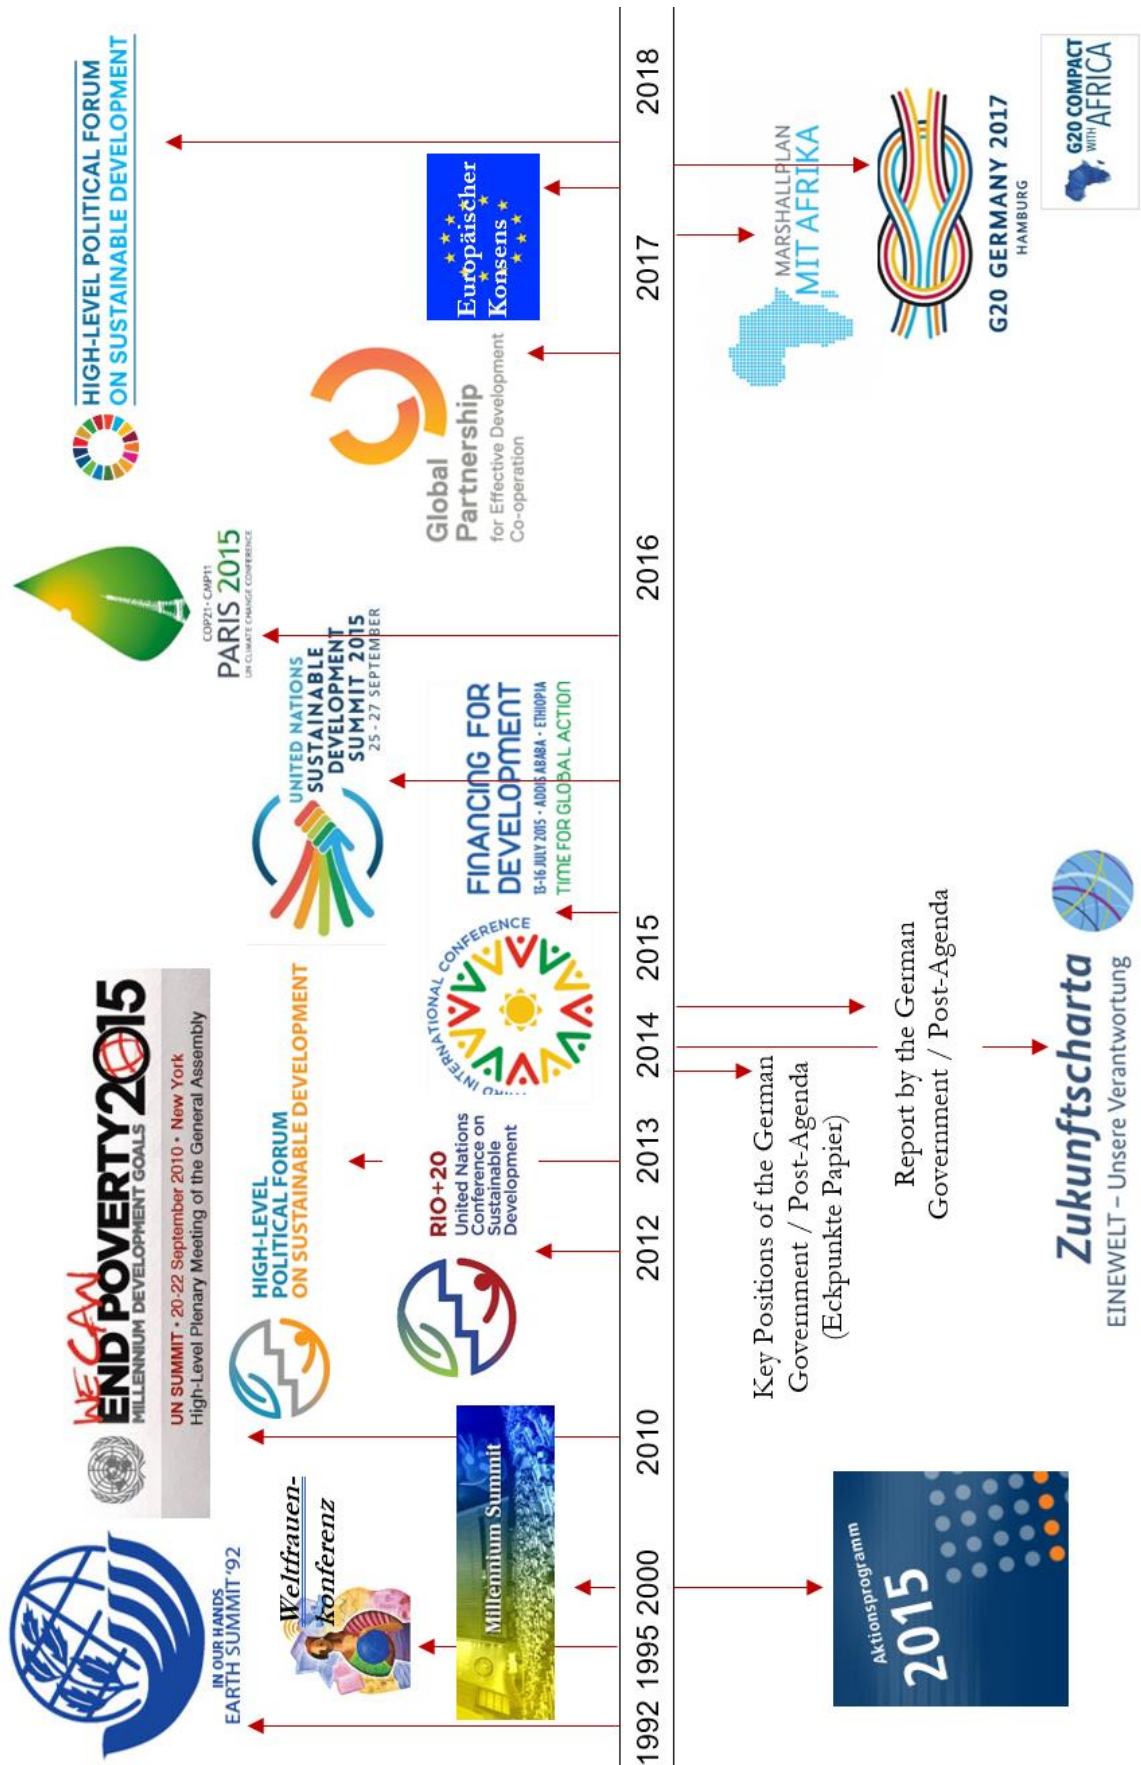 IN OUR HANDS
EARTH SUMMIT'92
WE CAN
END POVERTY 2015
MILLENNIUM DEVELOPMENT GOALS
UN SUMMIT • 20-22 September 2010 • New York
High-Level Plenary Meeting of the General Assembly
COP21 • CMP11
PARIS 2015
UN CLIMATE CHANGE CONFERENCE
HIGH-LEVEL POLITICAL FORUM
ON SUSTAINABLE DEVELOPMENT
Weltfrauen-
konferenz
HIGH-LEVEL
POLITICAL FORUM
ON SUSTAINABLE DEVELOPMENT
UNITED NATIONS
SUSTAINABLE
DEVELOPMENT
SUMMIT 2015
25 - 27 SEPTEMBER
Millennium Summit
RIO+20
United Nations
Conference on
Sustainable
Development
INTERNATIONAL CONFERENCE
FINANCING FOR
DEVELOPMENT
13-16 JULY 2015 • ADDIS ABABA • ETHIOPIA
TIME FOR GLOBAL ACTION
Global
Partnership
for Effective Development
Co-operation
Europäischer
Konsens
1992 1995 2000 2010 2012 2013 2014 2015 2016 2017 2018
Aktionsprogramm
2015
Key Positions of the German
Government / Post-Agenda
(Eckpunkte Papier)
Report by the German
Government / Post-Agenda
Zukunftscharta
EINEWELT – Unsere Verantwortung
MARSHALLPLAN
MIT AFRIKA
G20 GERMANY 2017
HAMBURG
G20 COMPACT
WITH AFRICA